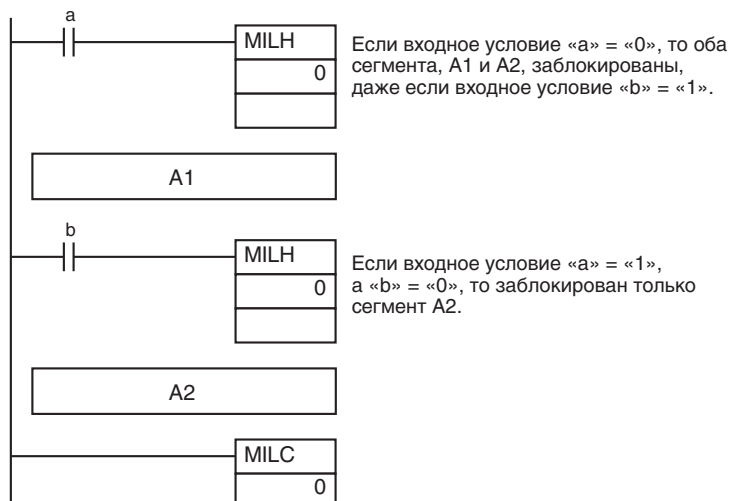 a
MILH
0
Если входное условие «a» = «0», то оба
сегмента, A1 и A2, заблокированы,
даже если входное условие «b» = «1».
A1
b
MILH
0
Если входное условие «a» = «1»,
а «b» = «0», то заблокирован только
сегмент A2.
A2
MILC
0